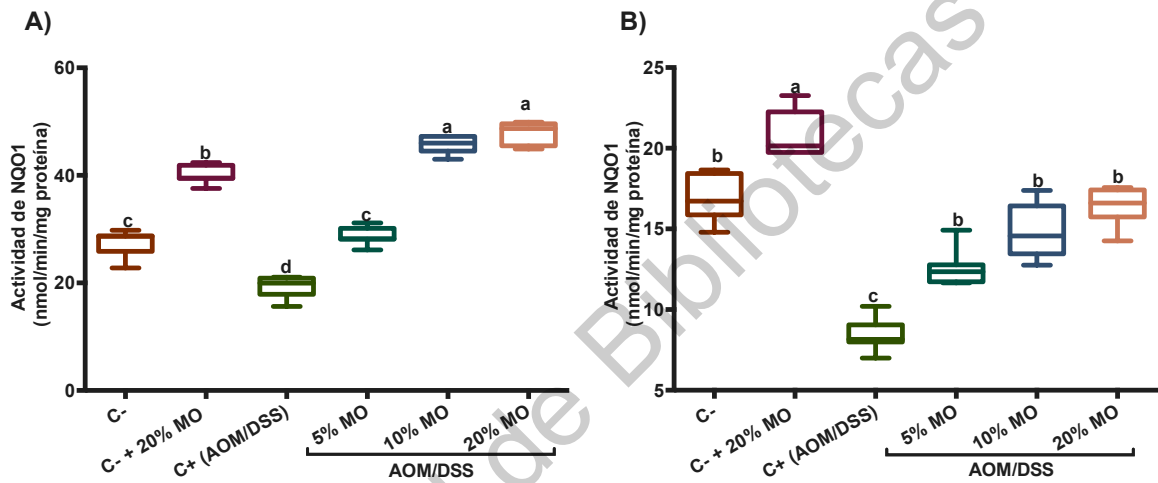 A)
Actividad de NQO1
(nmol/min/mg proteína)
60
40
20
0
c
b
d
c
a
a
C-
C- + 20% MO
C+ (AOM/DSS)
5% MO
10% MO
20% MO
AOM/DSS
B)
Actividad de NQO1
(nmol/min/mg proteína)
25
20
15
10
5
b
a
c
b
b
b
C-
C- + 20% MO
C+ (AOM/DSS)
5% MO
10% MO
20% MO
AOM/DSS
de Bibliotecas